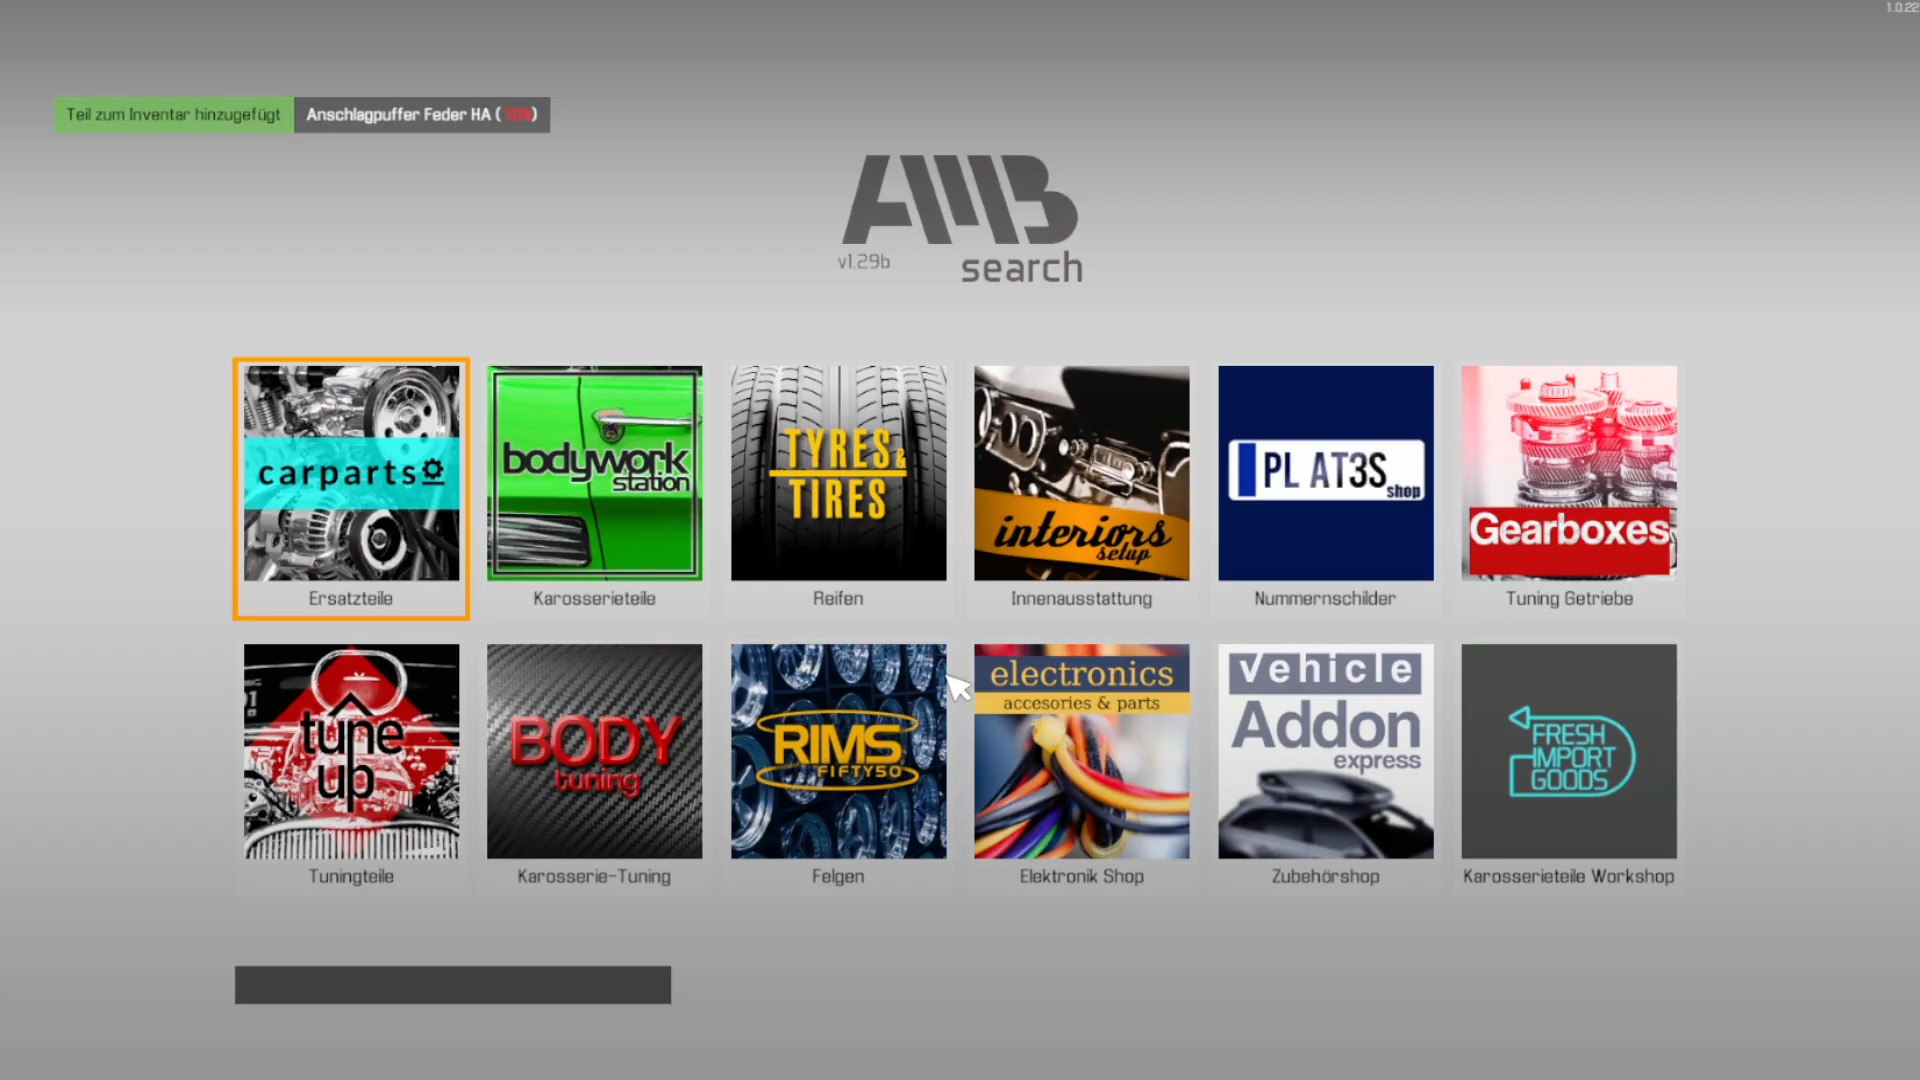 1.0.22
Teil zum Inventar hinzugefügt Anschlagpuffer Feder HA (10%)
AMB
v1.29b search
carparts
bodywork
station
TYRES &
TIRES
interiors
setup
PL AT3S
shop
Gearboxes
Ersatzteile
Karosserieteile
Reifen
Innenausstattung
Nummernschilder
Tuning Getriebe
tune
up
BODY
tuning
RIMS
FIFTY50
electronics
accesories & parts
vehicle
Addon
express
FRESH
IMPORT
GOODS
Tuningteile
Karosserie-Tuning
Felgen
Elektronik Shop
Zubehörshop
Karosserieteile Workshop